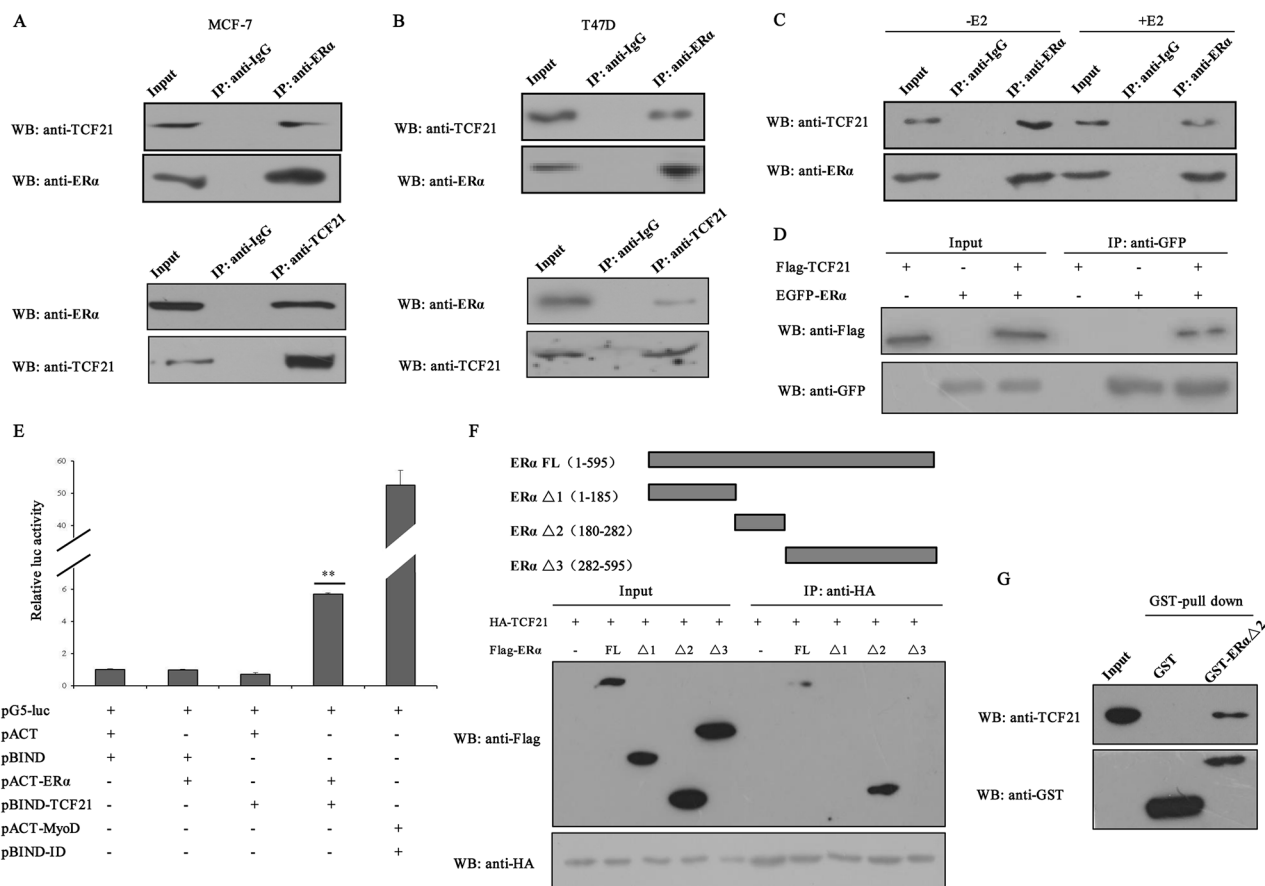 A
MCF-7
Input
IP: anti-IgG
IP: anti-ERα
WB: anti-TCF21
WB: anti-ERα
Input
IP: anti-IgG
IP: anti-TCF21
WB: anti-ERα
WB: anti-TCF21
B
T47D
Input
IP: anti-IgG
IP: anti-ERα
WB: anti-TCF21
WB: anti-ERα
Input
IP: anti-IgG
IP: anti-TCF21
WB: anti-ERα
WB: anti-TCF21
C
-E2 +E2
Input
IP: anti-IgG
IP: anti-ERα
Input
IP: anti-IgG
IP: anti-ERα
WB: anti-TCF21
WB: anti-ERα
D
Input IP: anti-GFP
Flag-TCF21 + - + + - +
EGFP-ERα - + + - + +
WB: anti-Flag
WB: anti-GFP
E
Relative luc activity
60
50
40
6
4
2
0
**
pG5-luc + + + + +
pACT + - + - -
pBIND + + - - -
pACT-ERα - + - + -
pBIND-TCF21 - - + + -
pACT-MyoD - - - - +
pBIND-ID - - - - +
F
ERα FL（1-595）
ERα △1（1-185）
ERα △2（180-282）
ERα △3（282-595）
Input IP: anti-HA
HA-TCF21 + + + + + + + + + +
Flag-ERα - FL △1 △2 △3 - FL △1 △2 △3
WB: anti-Flag
WB: anti-HA
G
GST-pull down
Input
GST
GST-ERα△2
WB: anti-TCF21
WB: anti-GST